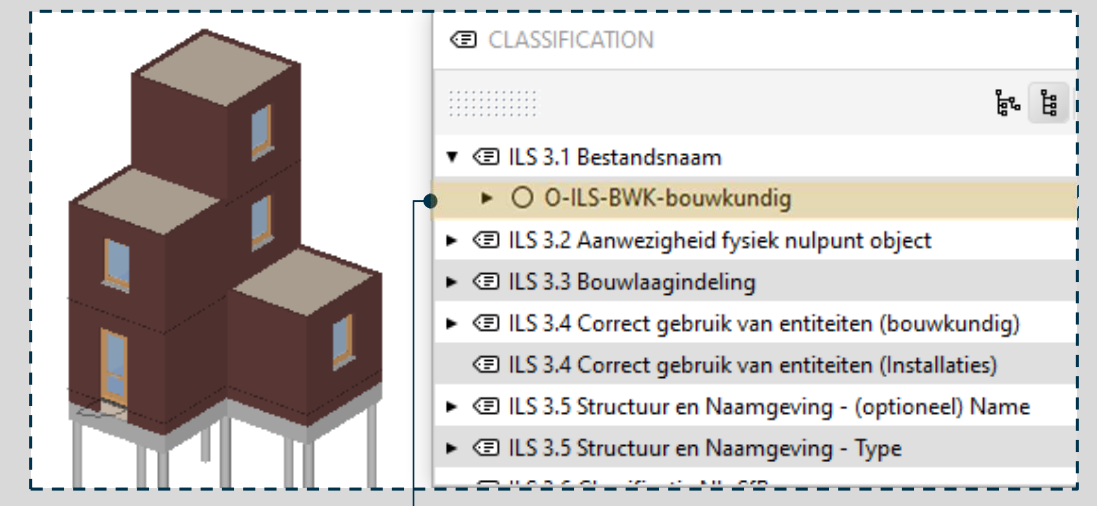 CLASSIFICATION
ILS 3.1 Bestandsnaam
O-ILS-BWK-bouwkundig
ILS 3.2 Aanwezigheid fysiek nulpunt object
ILS 3.3 Bouwlaagindeling
ILS 3.4 Correct gebruik van entiteiten (bouwkundig)
ILS 3.4 Correct gebruik van entiteiten (Installaties)
ILS 3.5 Structuur en Naamgeving - (optioneel) Name
ILS 3.5 Structuur en Naamgeving - Type